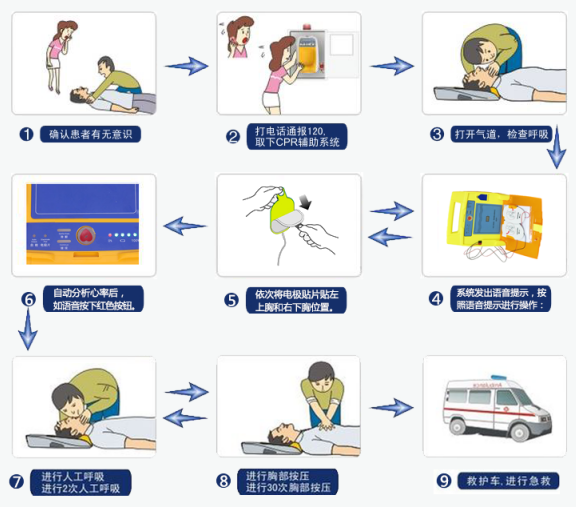 1 确认患者有无意识
2 打电话通报120,
取下CPR辅助系统
3 打开气道，检查呼吸
6 自动分析心率后，
如语音按下红色按钮。
5 依次将电极贴片贴左
上胸和右下胸位置。
4 系统发出语音提示，按
照语音提示进行操作：
7 进行人工呼吸
进行2次人工呼吸
8 进行胸部按压
进行30次胸部按压
9 救护车,进行急救